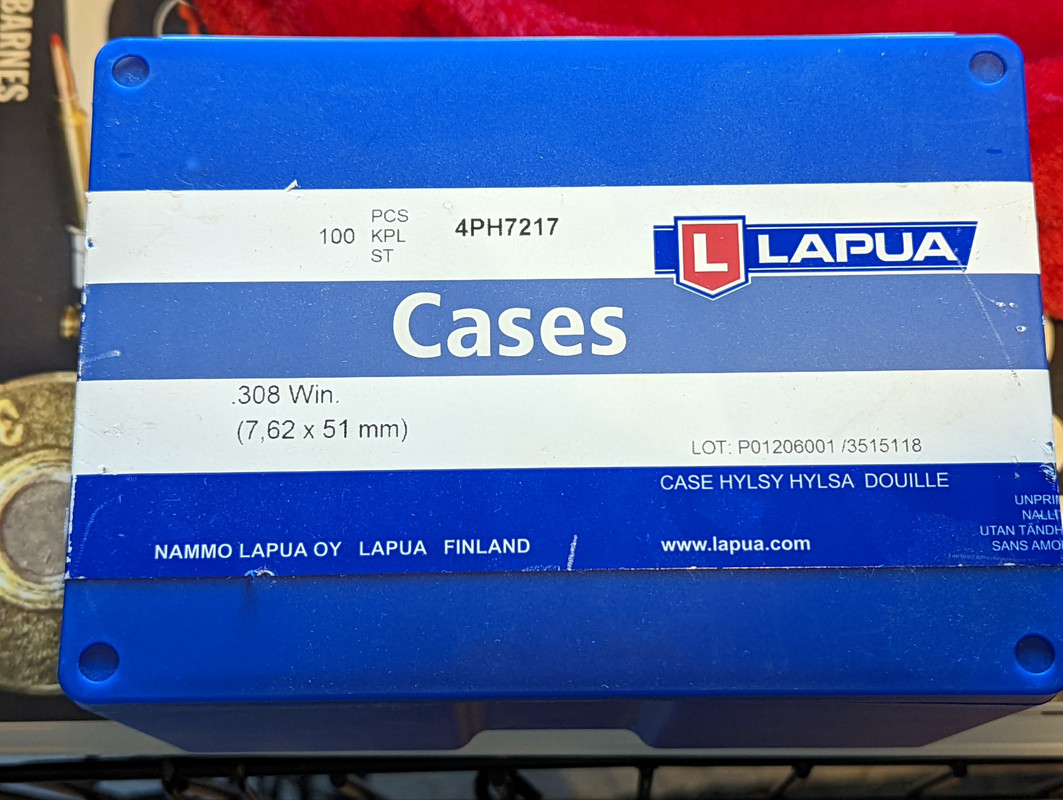 BARNES
PCS
100 KPL
ST
4PH7217
L LAPUA
Cases
.308 Win.
(7,62 x 51 mm)
LOT: P01206001 /3515118
CASE HYLSY HYLSA DOUILLE
NAMMO LAPUA OY LAPUA FINLAND
www.lapua.com
UNPRI
NALLI
UTAN TÄNDH
SANS AMO